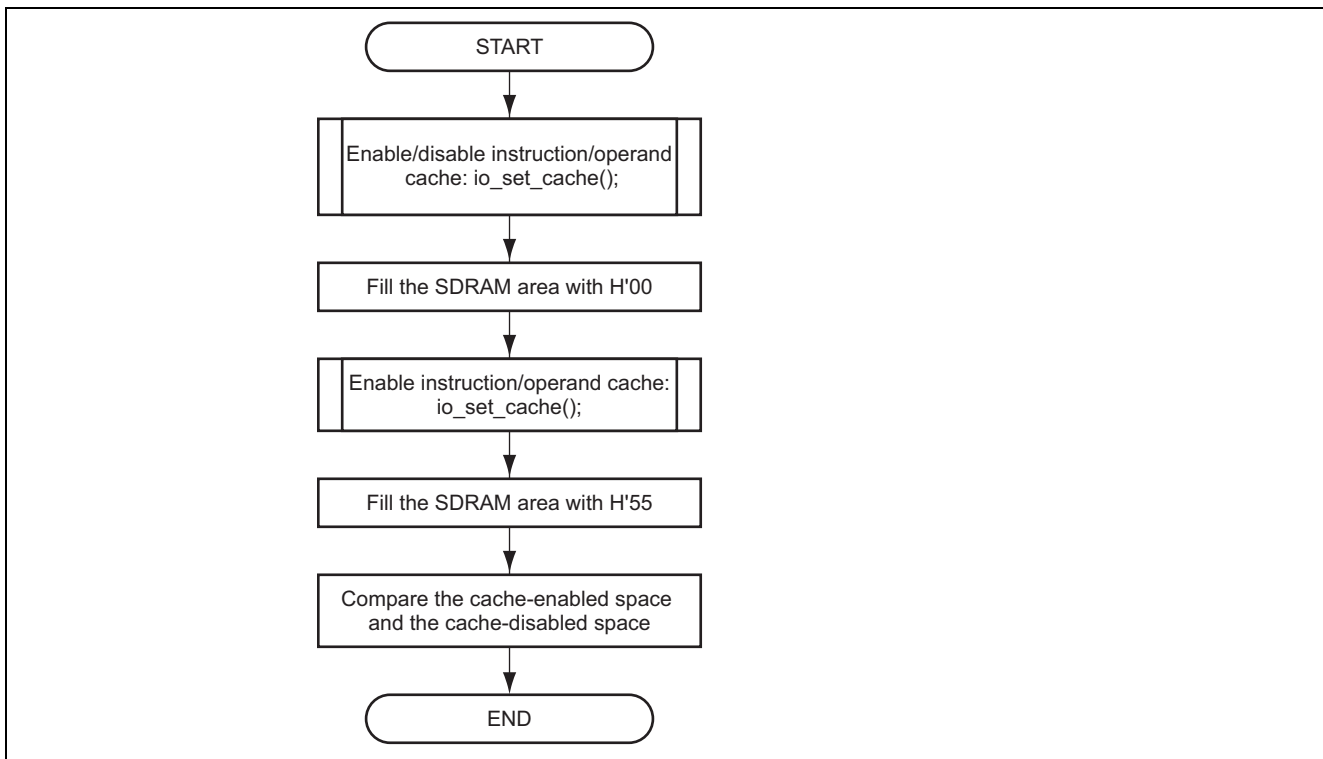 START
Enable/disable instruction/operand
cache: io_set_cache();
Fill the SDRAM area with H'00
Enable instruction/operand cache:
io_set_cache();
Fill the SDRAM area with H'55
Compare the cache-enabled space
and the cache-disabled space
END